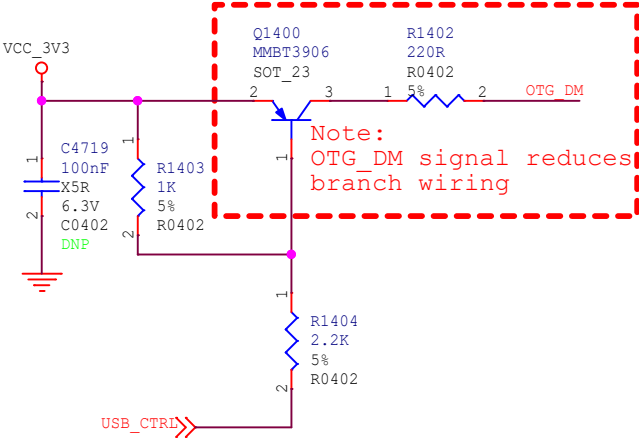 Q1400
MMBT3906
SOT_23
R1402
220R
R0402
5%
VCC_3V3
2
3
1
2
OTG_DM
Note:
OTG_DM signal reduces
branch wiring
1
C4719
100nF
X5R
6.3V
C0402
DNP
1
2
R1403
1K
5%
R0402
1
2
1
R1404
2.2K
5%
R0402
2
USB_CTRL